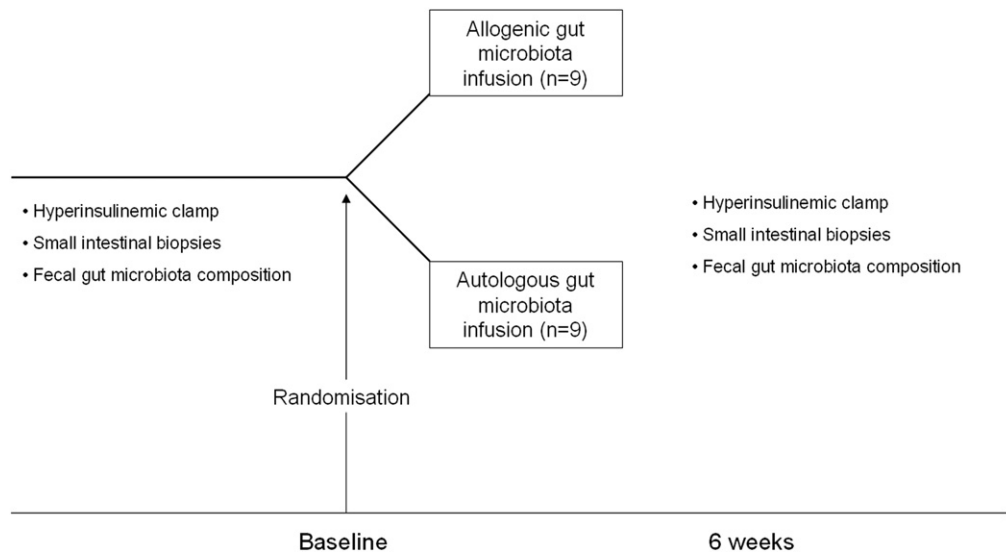 Allogenic gut
microbiota
infusion (n=9)
• Hyperinsulinemic clamp
• Small intestinal biopsies
• Fecal gut microbiota composition
• Hyperinsulinemic clamp
• Small intestinal biopsies
• Fecal gut microbiota composition
Autologous gut
microbiota
infusion (n=9)
Randomisation
Baseline
6 weeks